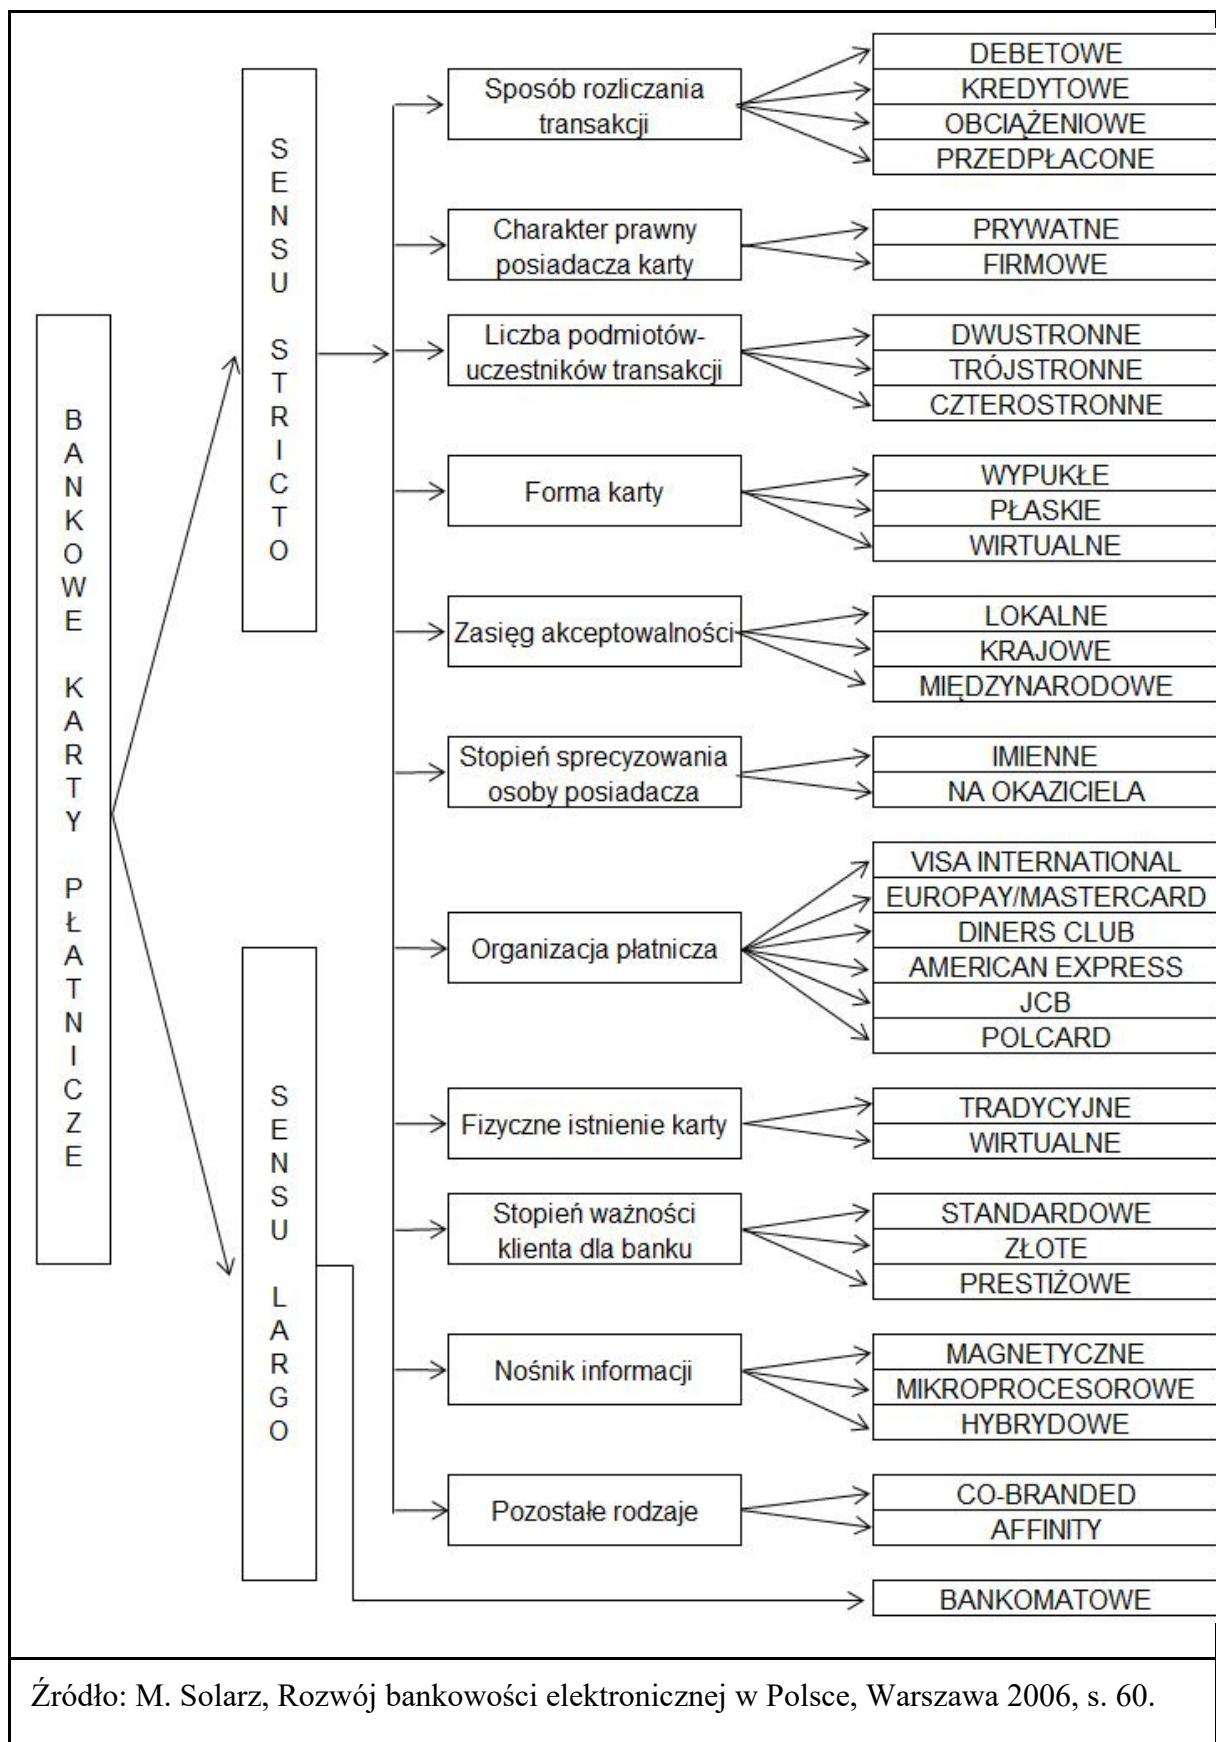 BANKOWE KARTY PŁATNICZE
SENSU STRICTO
Sposób rozliczania
transakcji
DEBETOWE
KREDYTOWE
OBCIĄŻENIOWE
PRZEDPŁACONE
Charakter prawny
posiadacza karty
PRYWATNE
FIRMOWE
Liczba podmiotów-
uczestników transakcji
DWUSTRONNE
TRÓJSTRONNE
CZTEROSTRONNE
Forma karty
WYPUKŁE
PŁASKIE
WIRTUALNE
Zasięg akceptowalności
LOKALNE
KRAJOWE
MIĘDZYNARODOWE
Stopień sprecyzowania
osoby posiadacza
IMIENNE
NA OKAZICIELA
Organizacja płatnicza
VISA INTERNATIONAL
EUROPAY/MASTERCARD
DINERS CLUB
AMERICAN EXPRESS
JCB
POLCARD
Fizyczne istnienie karty
TRADYCYJNE
WIRTUALNE
Stopień ważności
klienta dla banku
STANDARDOWE
ZŁOTE
PRESTIŻOWE
Nośnik informacji
MAGNETYCZNE
MIKROPROCESOROWE
HYBRYDOWE
Pozostałe rodzaje
CO-BRANDED
AFFINITY
SENSU LARGO
BANKOMATOWE
Źródło: M. Solarz, Rozwój bankowości elektronicznej w Polsce, Warszawa 2006, s. 60.